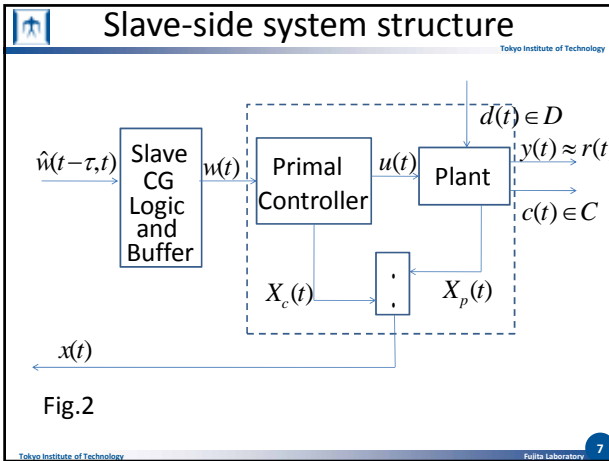 Slave-side system structure
Tokyo Institute of Technology
d(t) ∈ D
ŵ(t−τ,t)
Slave
CG
Logic
and
Buffer
w(t)
Primal
Controller
u(t)
Plant
y(t) ≈ r(t
c(t) ∈ C
X_c(t)
:
X_p(t)
x(t)
Fig.2
Tokyo Institute of Technology
Fujita Laboratory
7